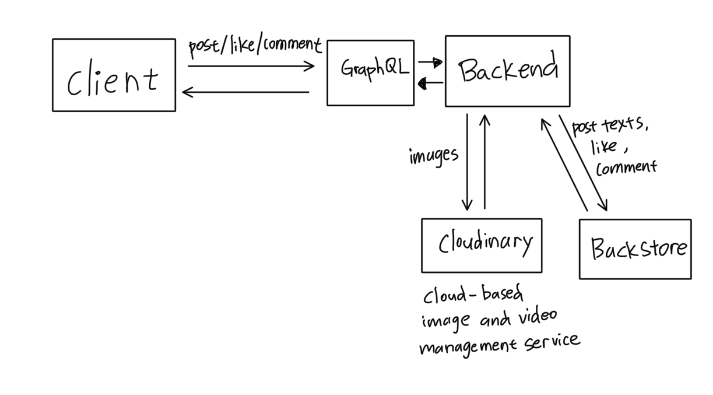 post/like/comment
Client
GraphQL
Backend
images
post texts,
like,
comment
Cloudinary
Backstore
cloud-based
image and video
management service